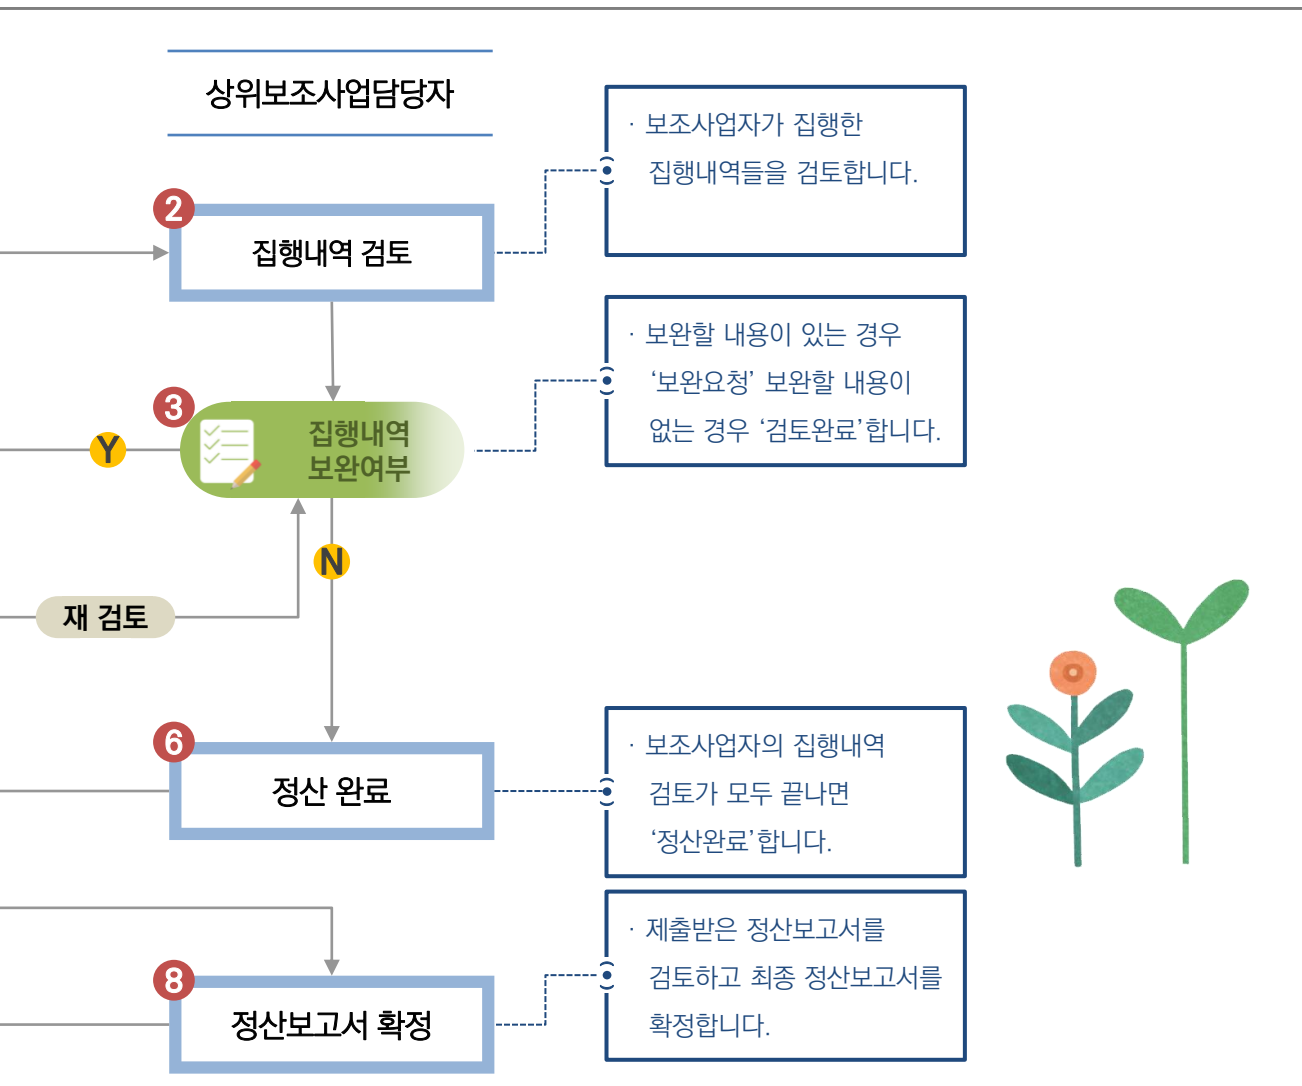 상위보조사업담당자
· 보조사업자가 집행한
집행내역들을 검토합니다.
2
집행내역 검토
· 보완할 내용이 있는 경우
‘보완요청’ 보완할 내용이
없는 경우 ‘검토완료’합니다.
3
집행내역
보완여부
Y
N
재 검토
6
정산 완료
· 보조사업자의 집행내역
검토가 모두 끝나면
‘정산완료’합니다.
8
정산보고서 확정
· 제출받은 정산보고서를
검토하고 최종 정산보고서를
확정합니다.